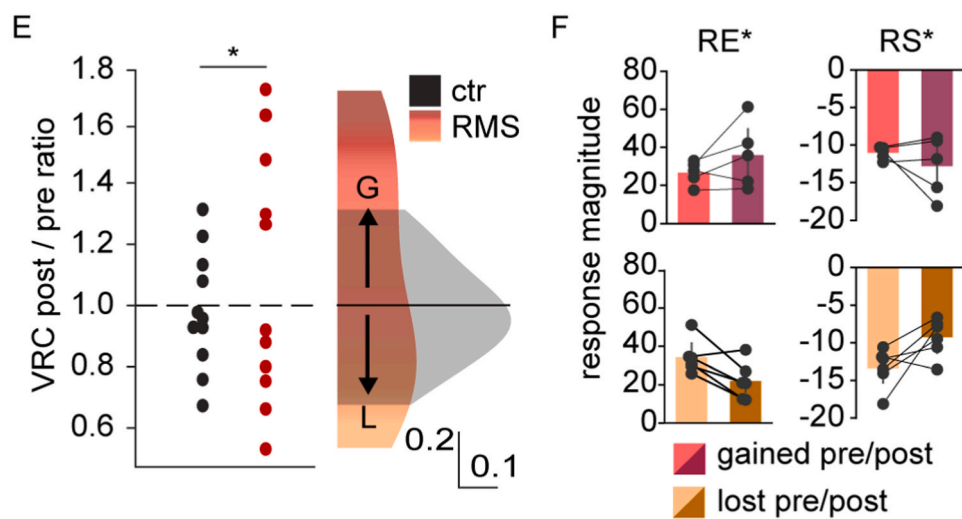 E
F
*
ctr
RMS
VRC post / pre ratio
1.8
1.6
1.4
1.2
1.0
0.8
0.6
G
L
0.2
0.1
RE*
RS*
response magnitude
80
60
40
20
0
0
-5
-10
-15
-20
80
60
40
20
0
0
-5
-10
-15
-20
gained pre/post
lost pre/post